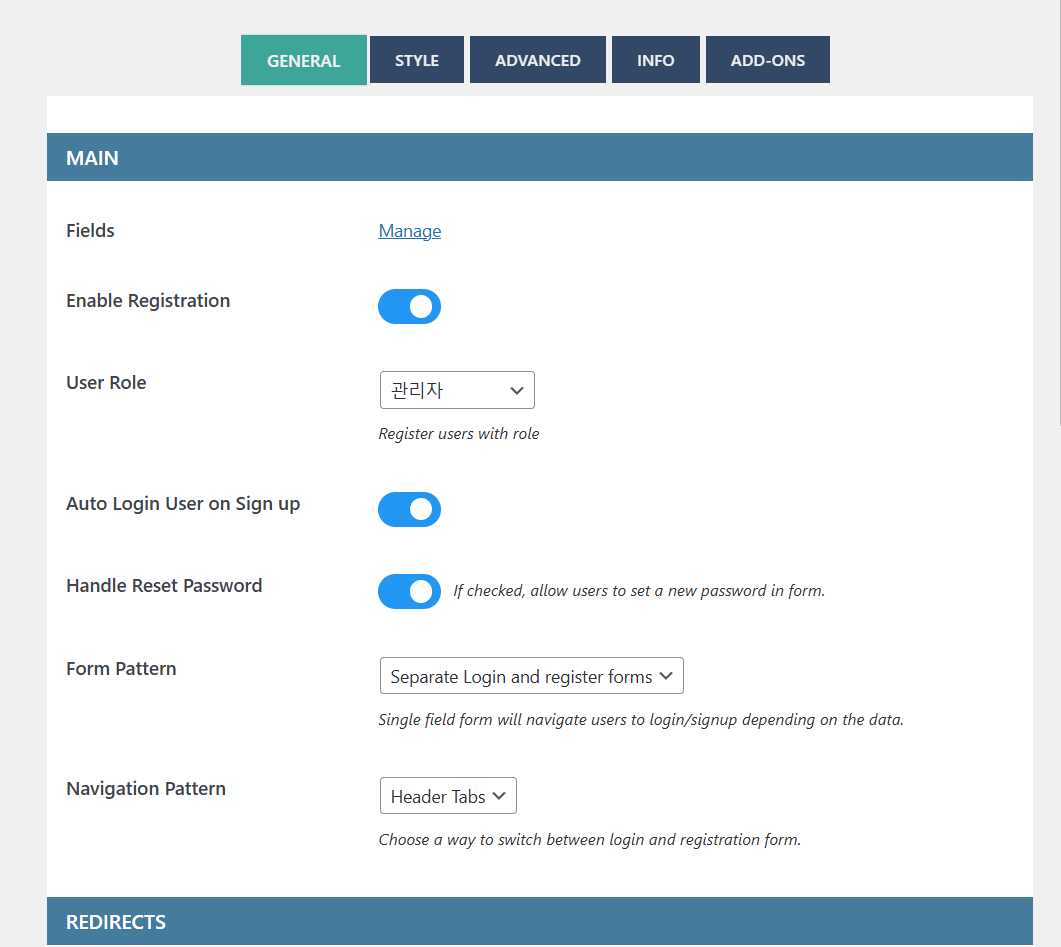 GENERAL STYLE ADVANCED INFO ADD-ONS
MAIN
Fields Manage
Enable Registration
User Role 관리자
Register users with role
Auto Login User on Sign up
Handle Reset Password If checked, allow users to set a new password in form.
Form Pattern Separate Login and register forms
Single field form will navigate users to login/signup depending on the data.
Navigation Pattern Header Tabs
Choose a way to switch between login and registration form.
REDIRECTS